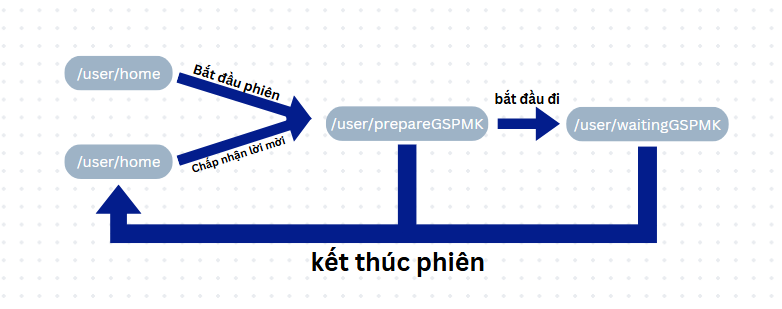 /user/home
Bắt đầu phiên
bắt đầu đi
/user/prepareGSPMK
/user/waitingGSPMK
/user/home
Chấp nhận lời mời
kết thúc phiên